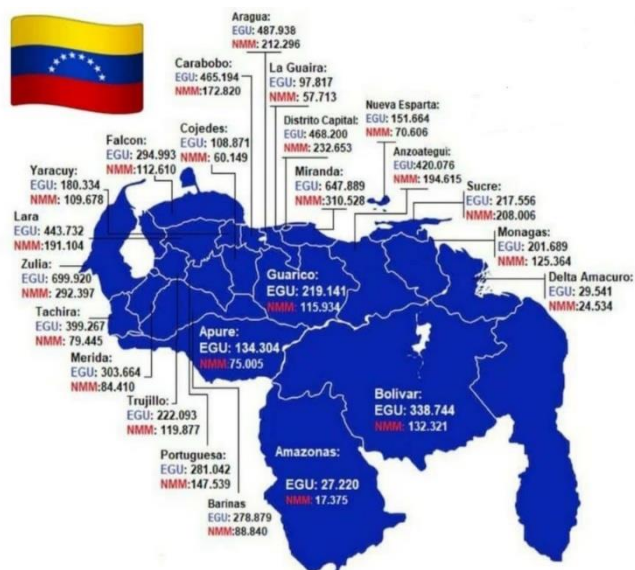 Aragua:
EGU: 487.938
NMM: 212.296
Carabobo:
EGU: 465.194
NMM: 172.820
La Guaira:
EGU: 97.817
NMM: 57.713
Nueva Esparta:
EGU: 151.664
NMM: 70.606
Distrito Capital:
EGU: 468.200
NMM: 232.653
Cojedes:
EGU: 108.871
NMM: 60.149
Falcon:
EGU: 294.993
NMM: 112.610
Anzoategui:
EGU:420.076
NMM: 194.615
Miranda:
EGU: 647.889
NMM:310.528
Yaracuy:
EGU: 180.334
NMM: 109.678
Sucre:
EGU: 217.556
NMM:208.006
Lara
EGU: 443.732
NMM:191.104
Monagas:
EGU: 201.689
NMM: 125.364
Zulia:
EGU: 699.920
NMM: 292.397
Guarico:
EGU: 219.141
NMM: 115.934
Delta Amacuro:
EGU: 29.541
NMM:24.534
Tachira:
EGU: 399.267
NMM: 79.445
Apure:
EGU: 134.304
NMM:75.005
Merida:
EGU: 303.664
NMM:84.410
Bolivar:
EGU: 338.744
NMM: 132.321
Trujillo:
EGU: 222.093
NMM: 119.877
Portuguesa:
EGU: 281.042
NMM:147.539
Amazonas:
EGU: 27.220
NMM: 17.375
Barinas
EGU: 278.879
NMM:88.840